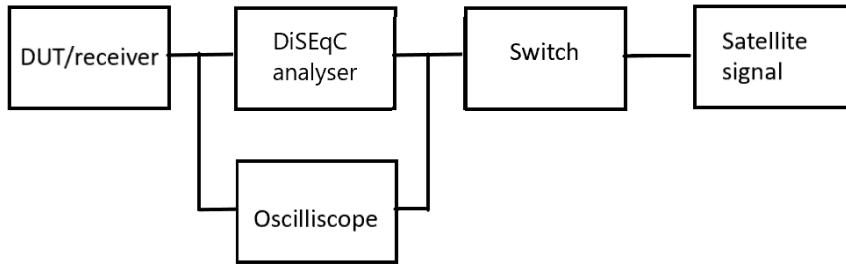 DUT/receiver
DiSEqC
analyser
Switch
Satellite
signal
Oscilliscope